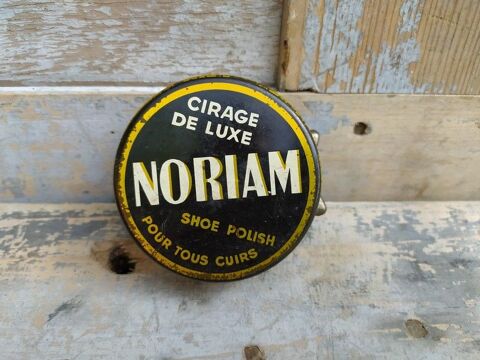 CIRAGE
DE LUXE
NORIAM
SHOE POLISH
POUR TOUS CUIRS